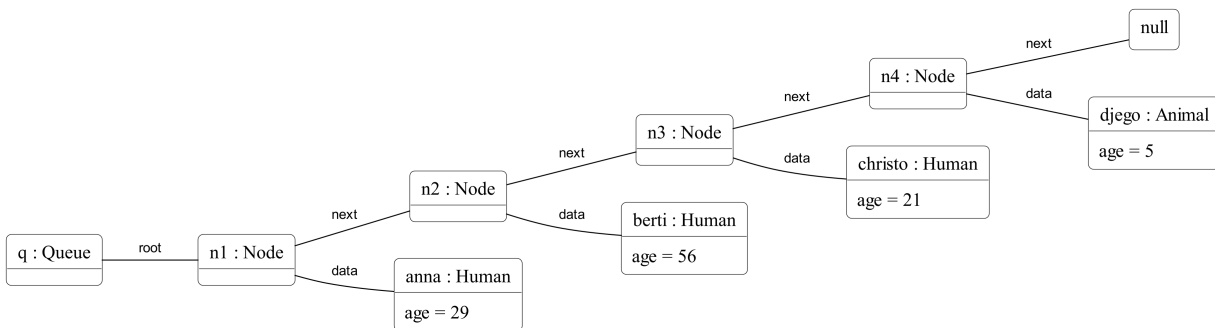 null
next
n4 : Node
data
djego : Animal
age = 5
next
n3 : Node
data
christo : Human
age = 21
next
n2 : Node
data
berti : Human
age = 56
next
q : Queue
root
n1 : Node
data
anna : Human
age = 29